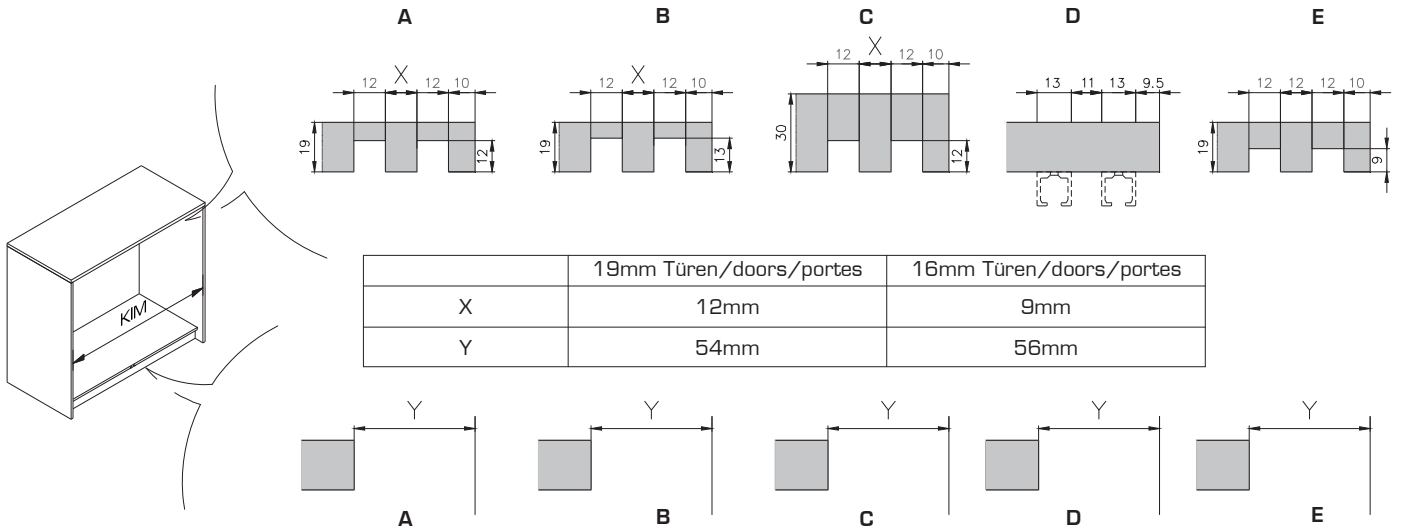 A B C D E
12 X 12 10
19 12
12 X 12 10
19 13
12 X 12 10
30 12
13 11 13 9.5
12 12 12 10
19 9
KIM
19mm Türen/doors/portes 16mm Türen/doors/portes
X 12mm 9mm
Y 54mm 56mm
Y Y Y Y Y
A B C D E